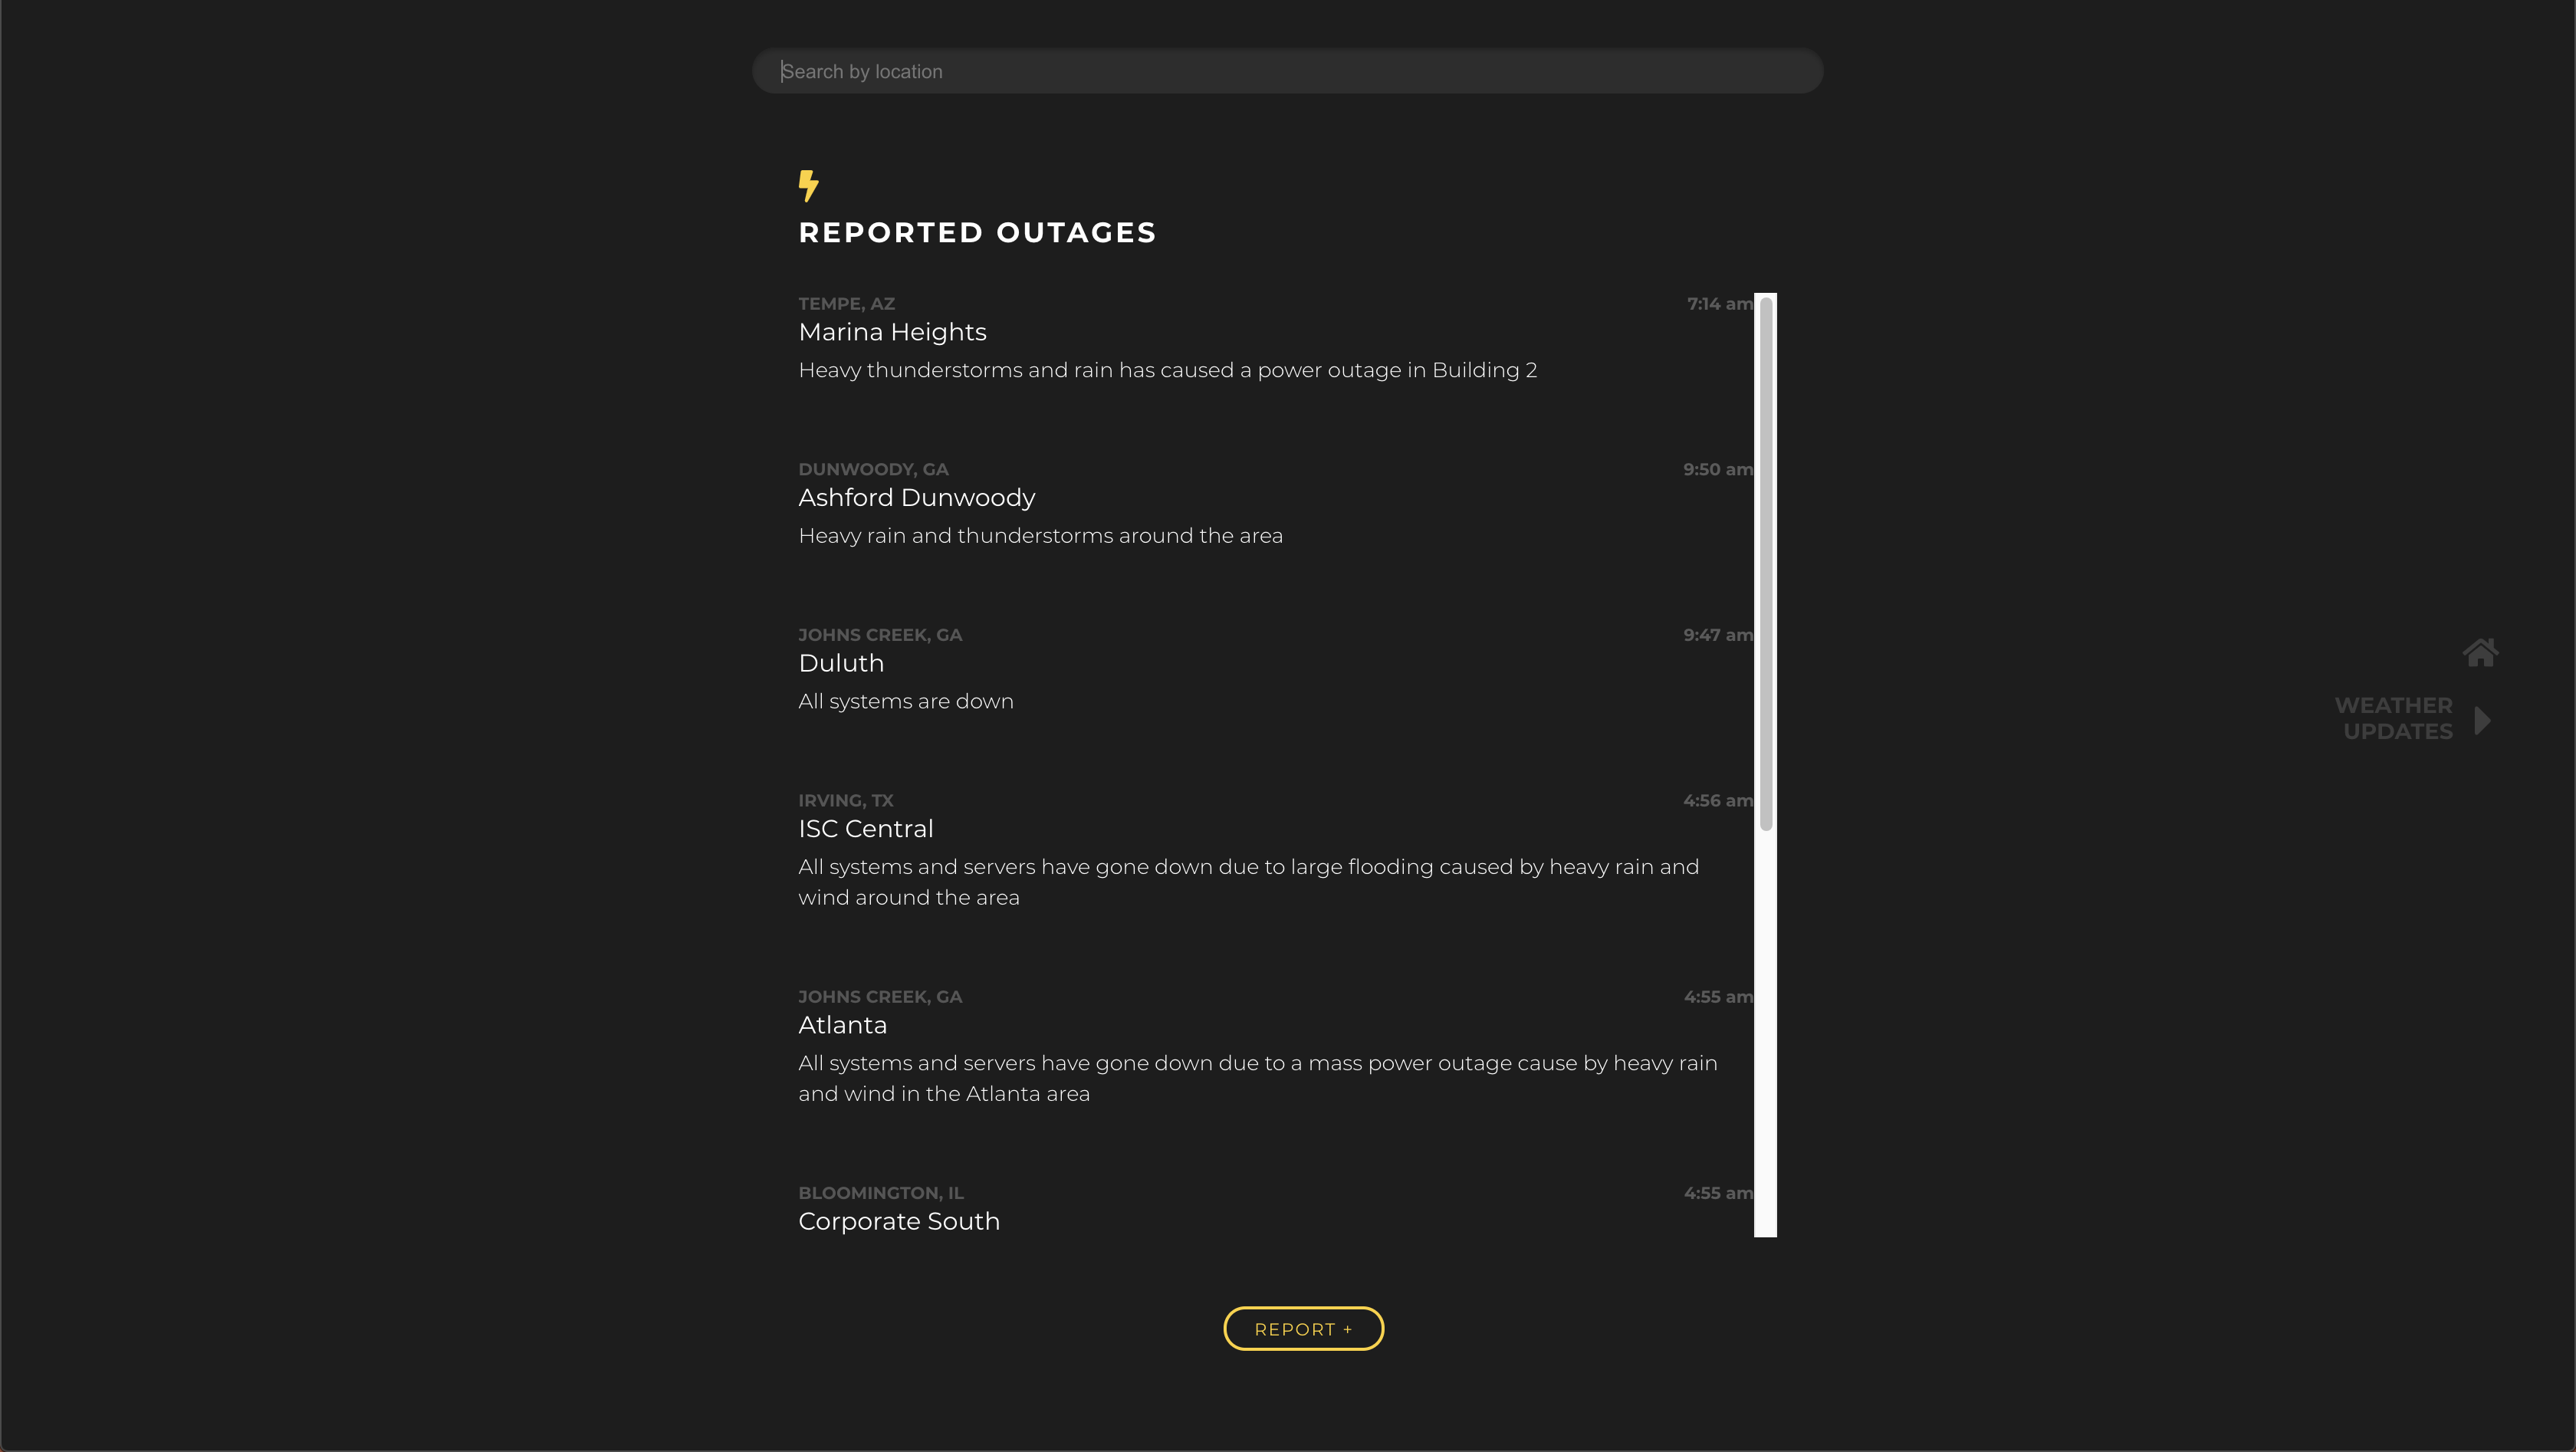 Search by location
REPORTED OUTAGES
TEMPE, AZ 7:14 am
Marina Heights
Heavy thunderstorms and rain has caused a power outage in Building 2
DUNWOODY, GA 9:50 am
Ashford Dunwoody
Heavy rain and thunderstorms around the area
JOHNS CREEK, GA 9:47 am
Duluth
All systems are down
IRVING, TX 4:56 am
ISC Central
All systems and servers have gone down due to large flooding caused by heavy rain and
wind around the area
JOHNS CREEK, GA 4:55 am
Atlanta
All systems and servers have gone down due to a mass power outage cause by heavy rain
and wind in the Atlanta area
BLOOMINGTON, IL 4:55 am
Corporate South
WEATHER
UPDATES
REPORT +